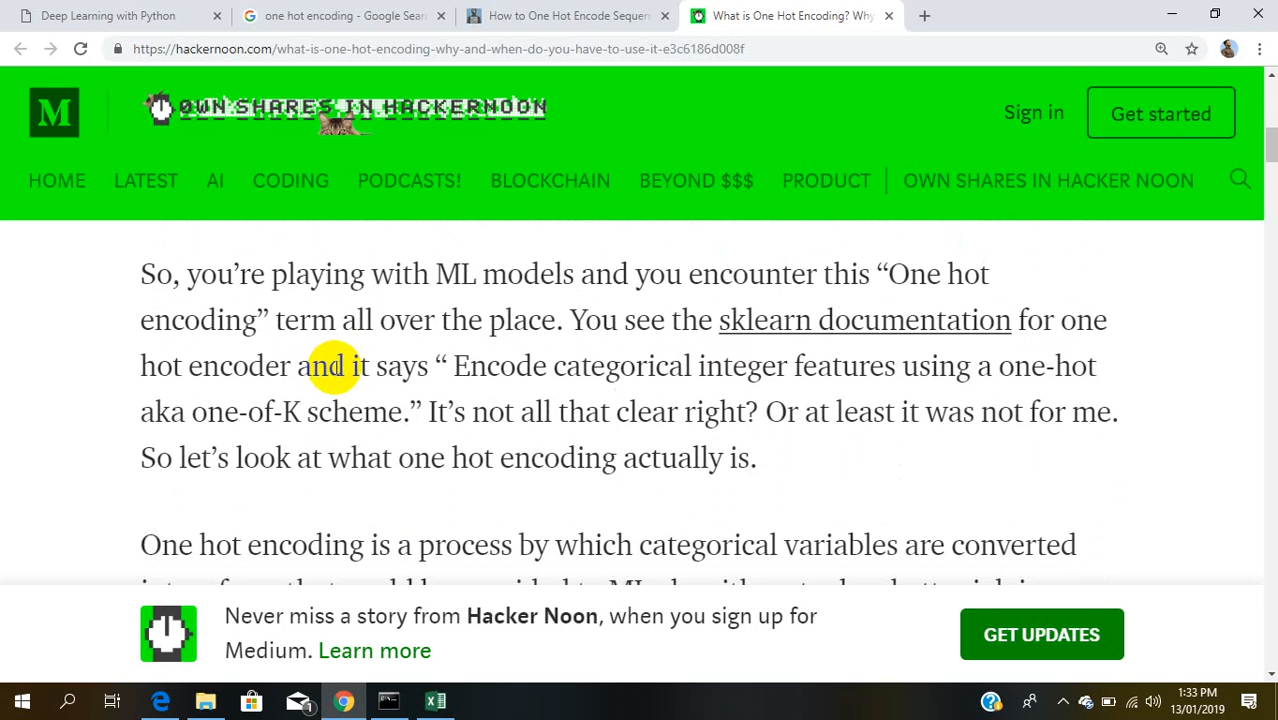 Deep Learning with Python
one hot encoding - Google Sear
How to One Hot Encode Sequen
What is One Hot Encoding? Why
https://hackernoon.com/what-is-one-hot-encoding-why-and-when-do-you-have-to-use-it-e3c6186d008f
M
OWN SHARES IN HACKERNOON
Sign in
Get started
HOME LATEST AI CODING PODCASTS! BLOCKCHAIN BEYOND $$$ PRODUCT OWN SHARES IN HACKER NOON
So, you’re playing with ML models and you encounter this “One hot
encoding” term all over the place. You see the sklearn documentation for one
hot encoder and it says “ Encode categorical integer features using a one-hot
aka one-of-K scheme.” It’s not all that clear right? Or at least it was not for me.
So let’s look at what one hot encoding actually is.
One hot encoding is a process by which categorical variables are converted
Never miss a story from Hacker Noon, when you sign up for
Medium. Learn more
GET UPDATES
1:33 PM
13/01/2019